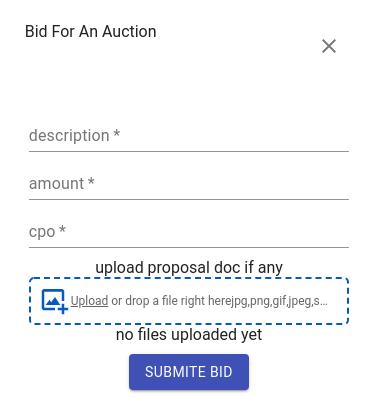 Bid For An Auction
description *
amount *
cpo *
upload proposal doc if any
Upload or drop a file right herejpg,png,gif,jpeg,s...
no files uploaded yet
SUBMITE BID